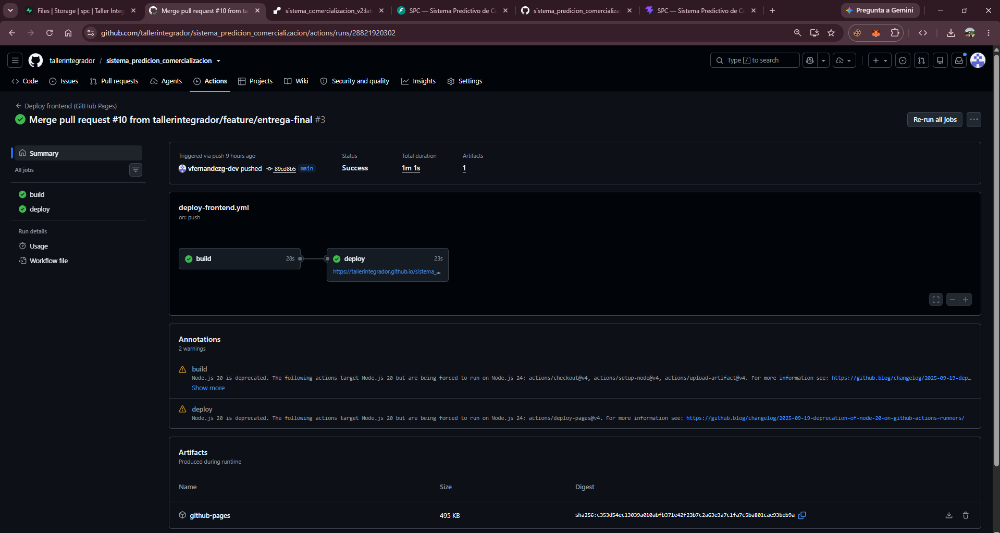 Files | Storage | spc | Taller Integ
Merge pull request #10 from ta
sistema_comercializacion_v2:lat
SPC — Sistema Predictivo de Co
sistema_predicion_comercializa
SPC — Sistema Predictivo de Co
Pregunta a Gemini
github.com/tallerintegrador/sistema_predicion_comercializacion/actions/runs/28821920302
tallerintegrador / sistema_predicion_comercializacion
Type / to search
Code
Issues
Pull requests
Agents
Actions
Projects
Wiki
Security and quality
Insights
Settings
Deploy frontend (GitHub Pages)
Merge pull request #10 from tallerintegrador/feature/entrega-final #3
Re-run all jobs
Summary
All jobs
build
deploy
Run details
Usage
Workflow file
Triggered via push 9 hours ago
vfernandezg-dev pushed 89cd8b5 main
Status
Success
Total duration
1m 1s
Artifacts
1
deploy-frontend.yml
on: push
build 28s
deploy 23s
https://tallerintegrador.github.io/sistema_...
Annotations
2 warnings
build
Node.js 20 is deprecated. The following actions target Node.js 20 but are being forced to run on Node.js 24: actions/checkout@v4, actions/setup-node@v4, actions/upload-artifact@v4. For more information see: https://github.blog/changelog/2025-09-19-dep…
Show more
deploy
Node.js 20 is deprecated. The following actions target Node.js 20 but are being forced to run on Node.js 24: actions/deploy-pages@v4. For more information see: https://github.blog/changelog/2025-09-19-deprecation-of-node-20-on-github-actions-runners/
Artifacts
Produced during runtime
Name Size Digest
github-pages 495 KB sha256:c353d54ec13039a010abfb371e42f23b7c2a63e3a7c1fa7c5ba801cae93beb9a